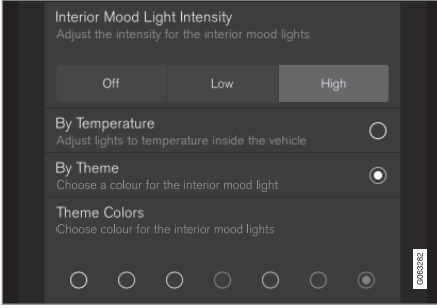 Interior Mood Light Intensity
Adjust the intensity for the interior mood lights
Off Low High
By Temperature
Adjust lights to temperature inside the vehicle
By Theme
Choose a colour for the interior mood light
Theme Colors
Choose colour for the interior mood lights
G063282